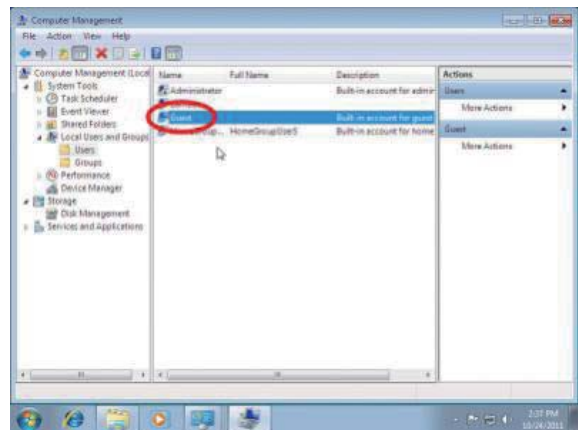 Computer Management
File Action View Help
Computer Management (Local
System Tools
Task Scheduler
Event Viewer
Shared Folders
Local Users and Groups
Users
Groups
Performance
Device Manager
Storage
Disk Management
Services and Applications
Name Full Name Description
Administrator Built-in account for admin
Guest Built-in account for guest
HomeGroupUser$ Built-in account for home
Actions
Users
More Actions
Guest
More Actions
2:37 PM
10/24/2011